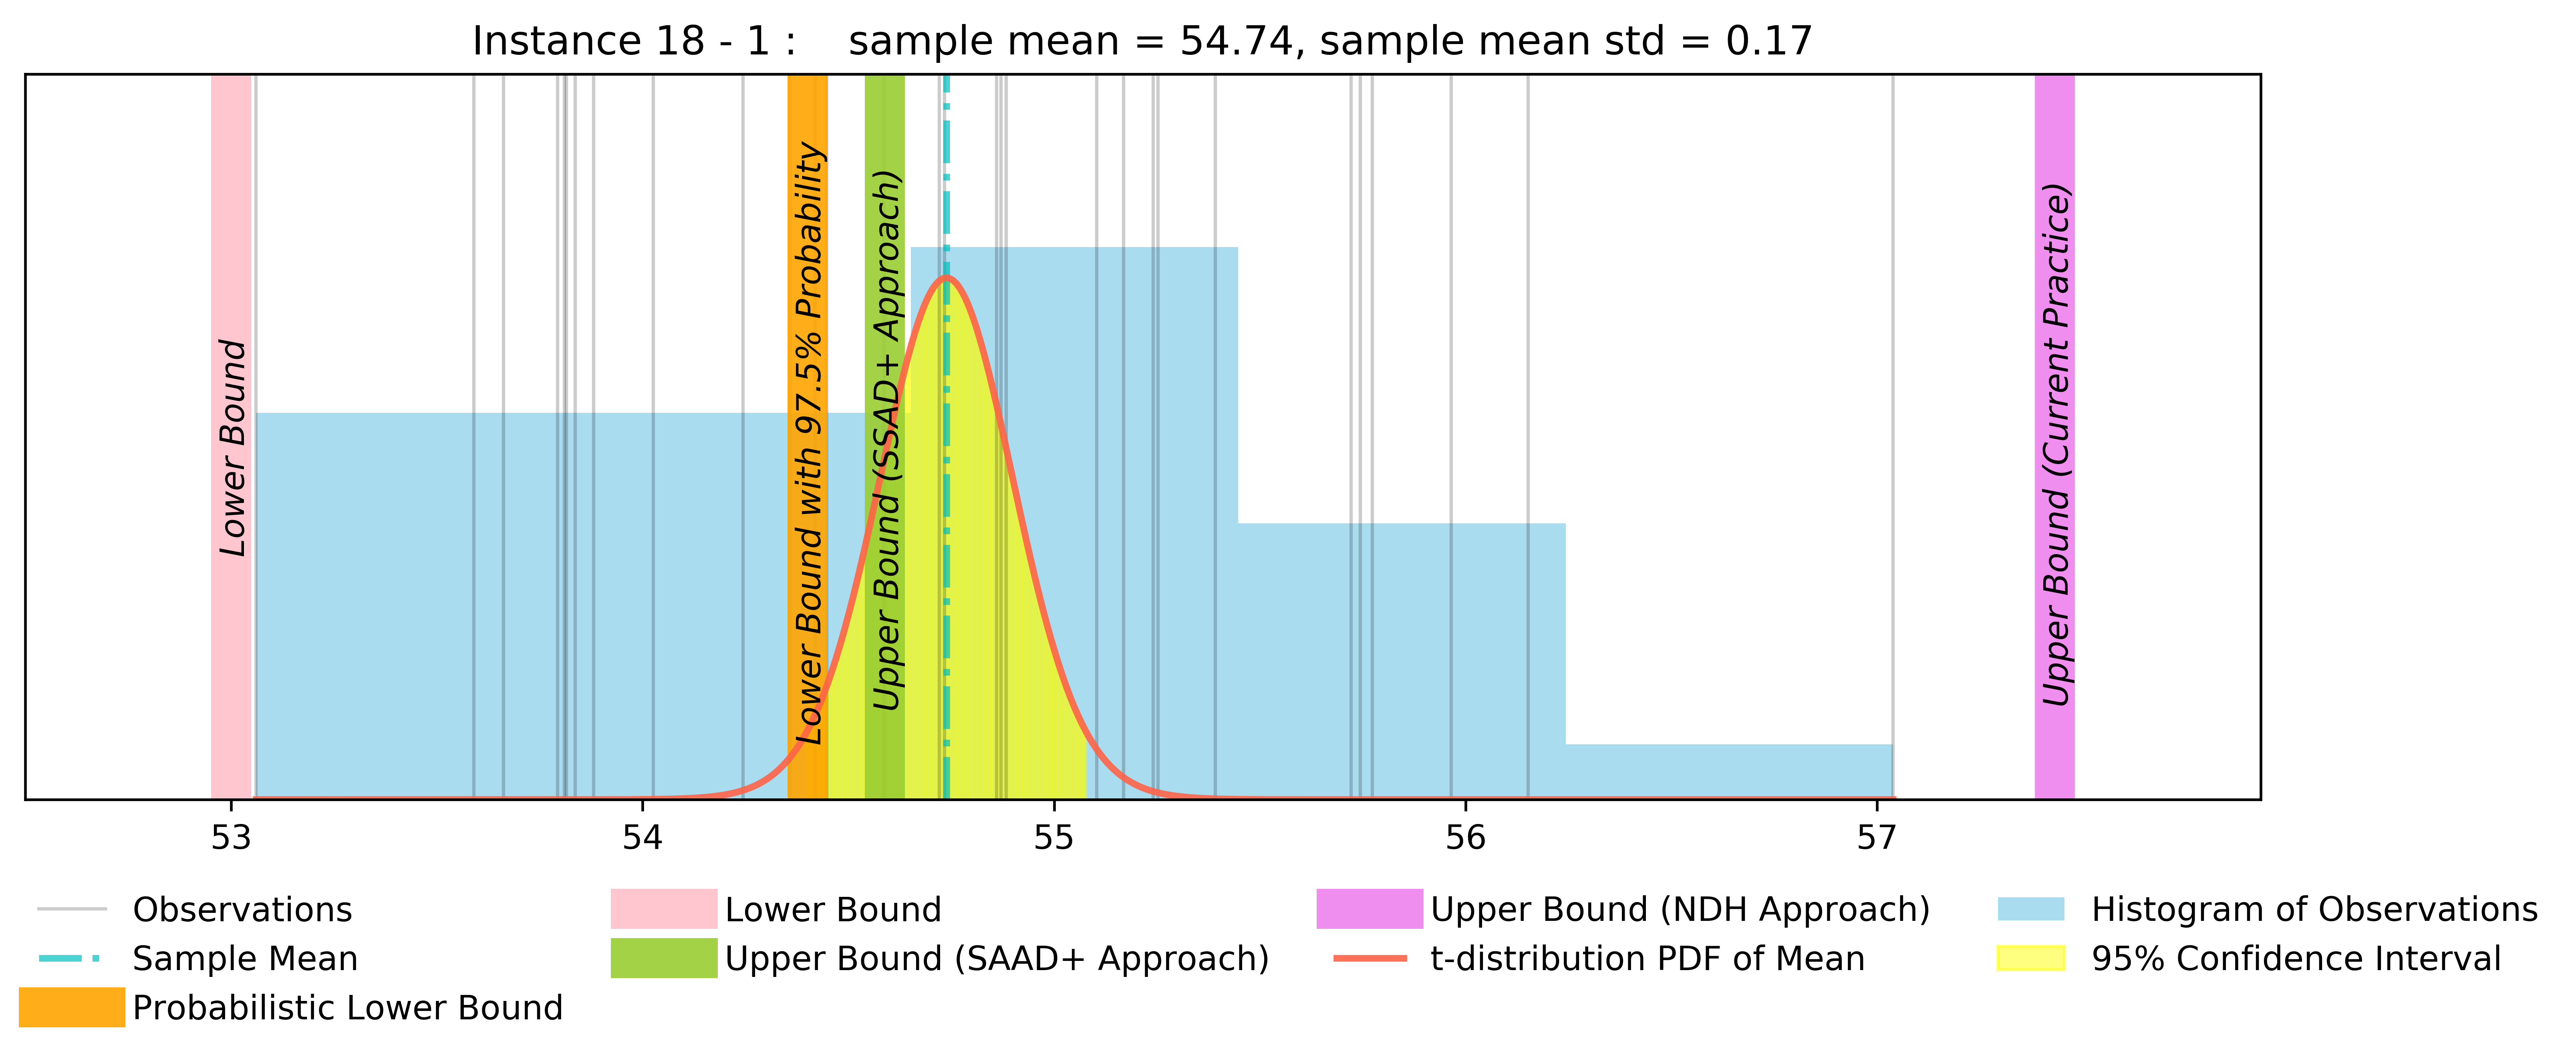 Instance 18 - 1 :    sample mean = 54.74, sample mean std = 0.17
Lower Bound
Lower Bound with 97.5% Probability
Upper Bound (SSAD+ Approach)
Upper Bound (Current Practice)
53 54 55 56 57
Observations
Sample Mean
Probabilistic Lower Bound
Lower Bound
Upper Bound (SAAD+ Approach)
Upper Bound (NDH Approach)
t-distribution PDF of Mean
Histogram of Observations
95% Confidence Interval